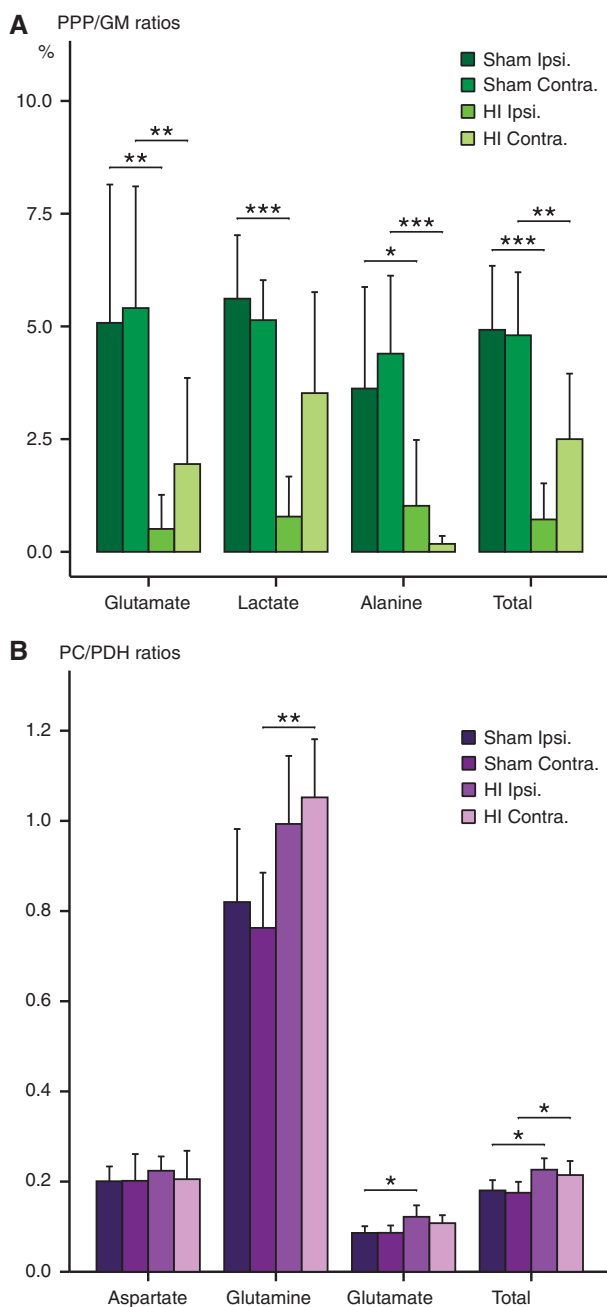 A
PPP/GM ratios
%
10.0
7.5
5.0
2.5
0.0
Sham Ipsi.
Sham Contra.
HI Ipsi.
HI Contra.
** **
*** * *** *** **
Glutamate Lactate Alanine Total
B
PC/PDH ratios
1.2
1.0
0.8
0.6
0.4
0.2
0.0
Sham Ipsi.
Sham Contra.
HI Ipsi.
HI Contra.
**
* * *
Aspartate Glutamine Glutamate Total